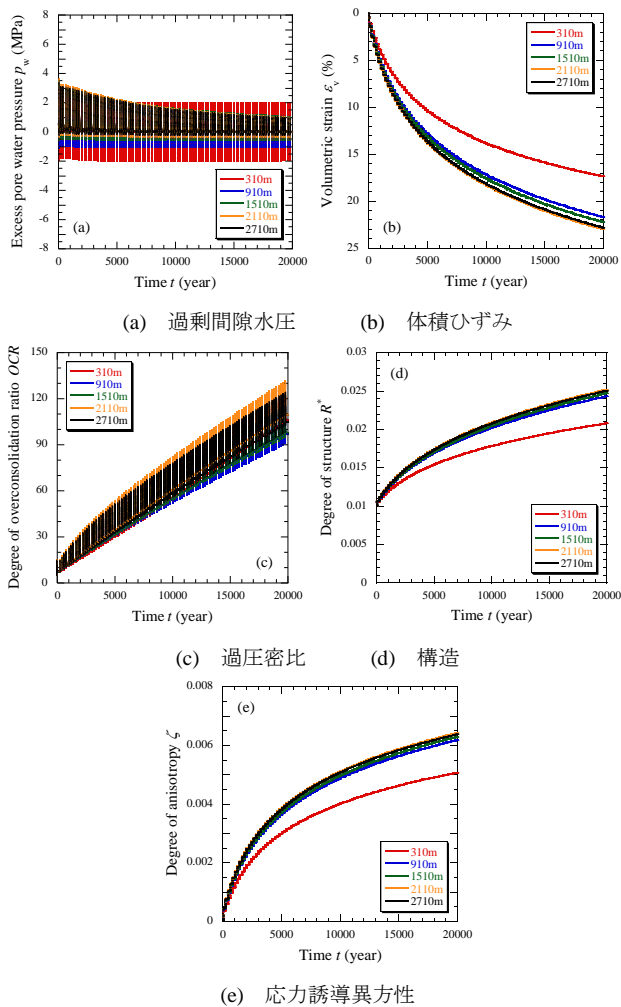 8
6
4
2
0
-2
-4
-6
-8
Excess pore water pressure p_w (MPa)
310m
910m
1510m
2110m
2710m
(a)
0 5000 10000 15000 20000
Time t (year)
(a) 過剰間隙水圧
0
5
10
15
20
25
Volumetric strain ε_v (%)
310m
910m
1510m
2110m
2710m
(b)
0 5000 10000 15000 20000
Time t (year)
(b) 体積ひずみ
150
120
90
60
30
0
Degree of overconsolidation ratio OCR
310m
910m
1510m
2110m
2710m
(c)
0 5000 10000 15000 20000
Time t (year)
(c) 過圧密比
0.03
0.025
0.02
0.015
0.01
0.005
0
Degree of structure R*
(d)
310m
910m
1510m
2110m
2710m
0 5000 10000 15000 20000
Time t (year)
(d) 構造
0.008
0.006
0.004
0.002
0
Degree of anisotropy ζ
(e)
310m
910m
1510m
2110m
2710m
0 5000 10000 15000 20000
Time t (year)
(e) 応力誘導異方性